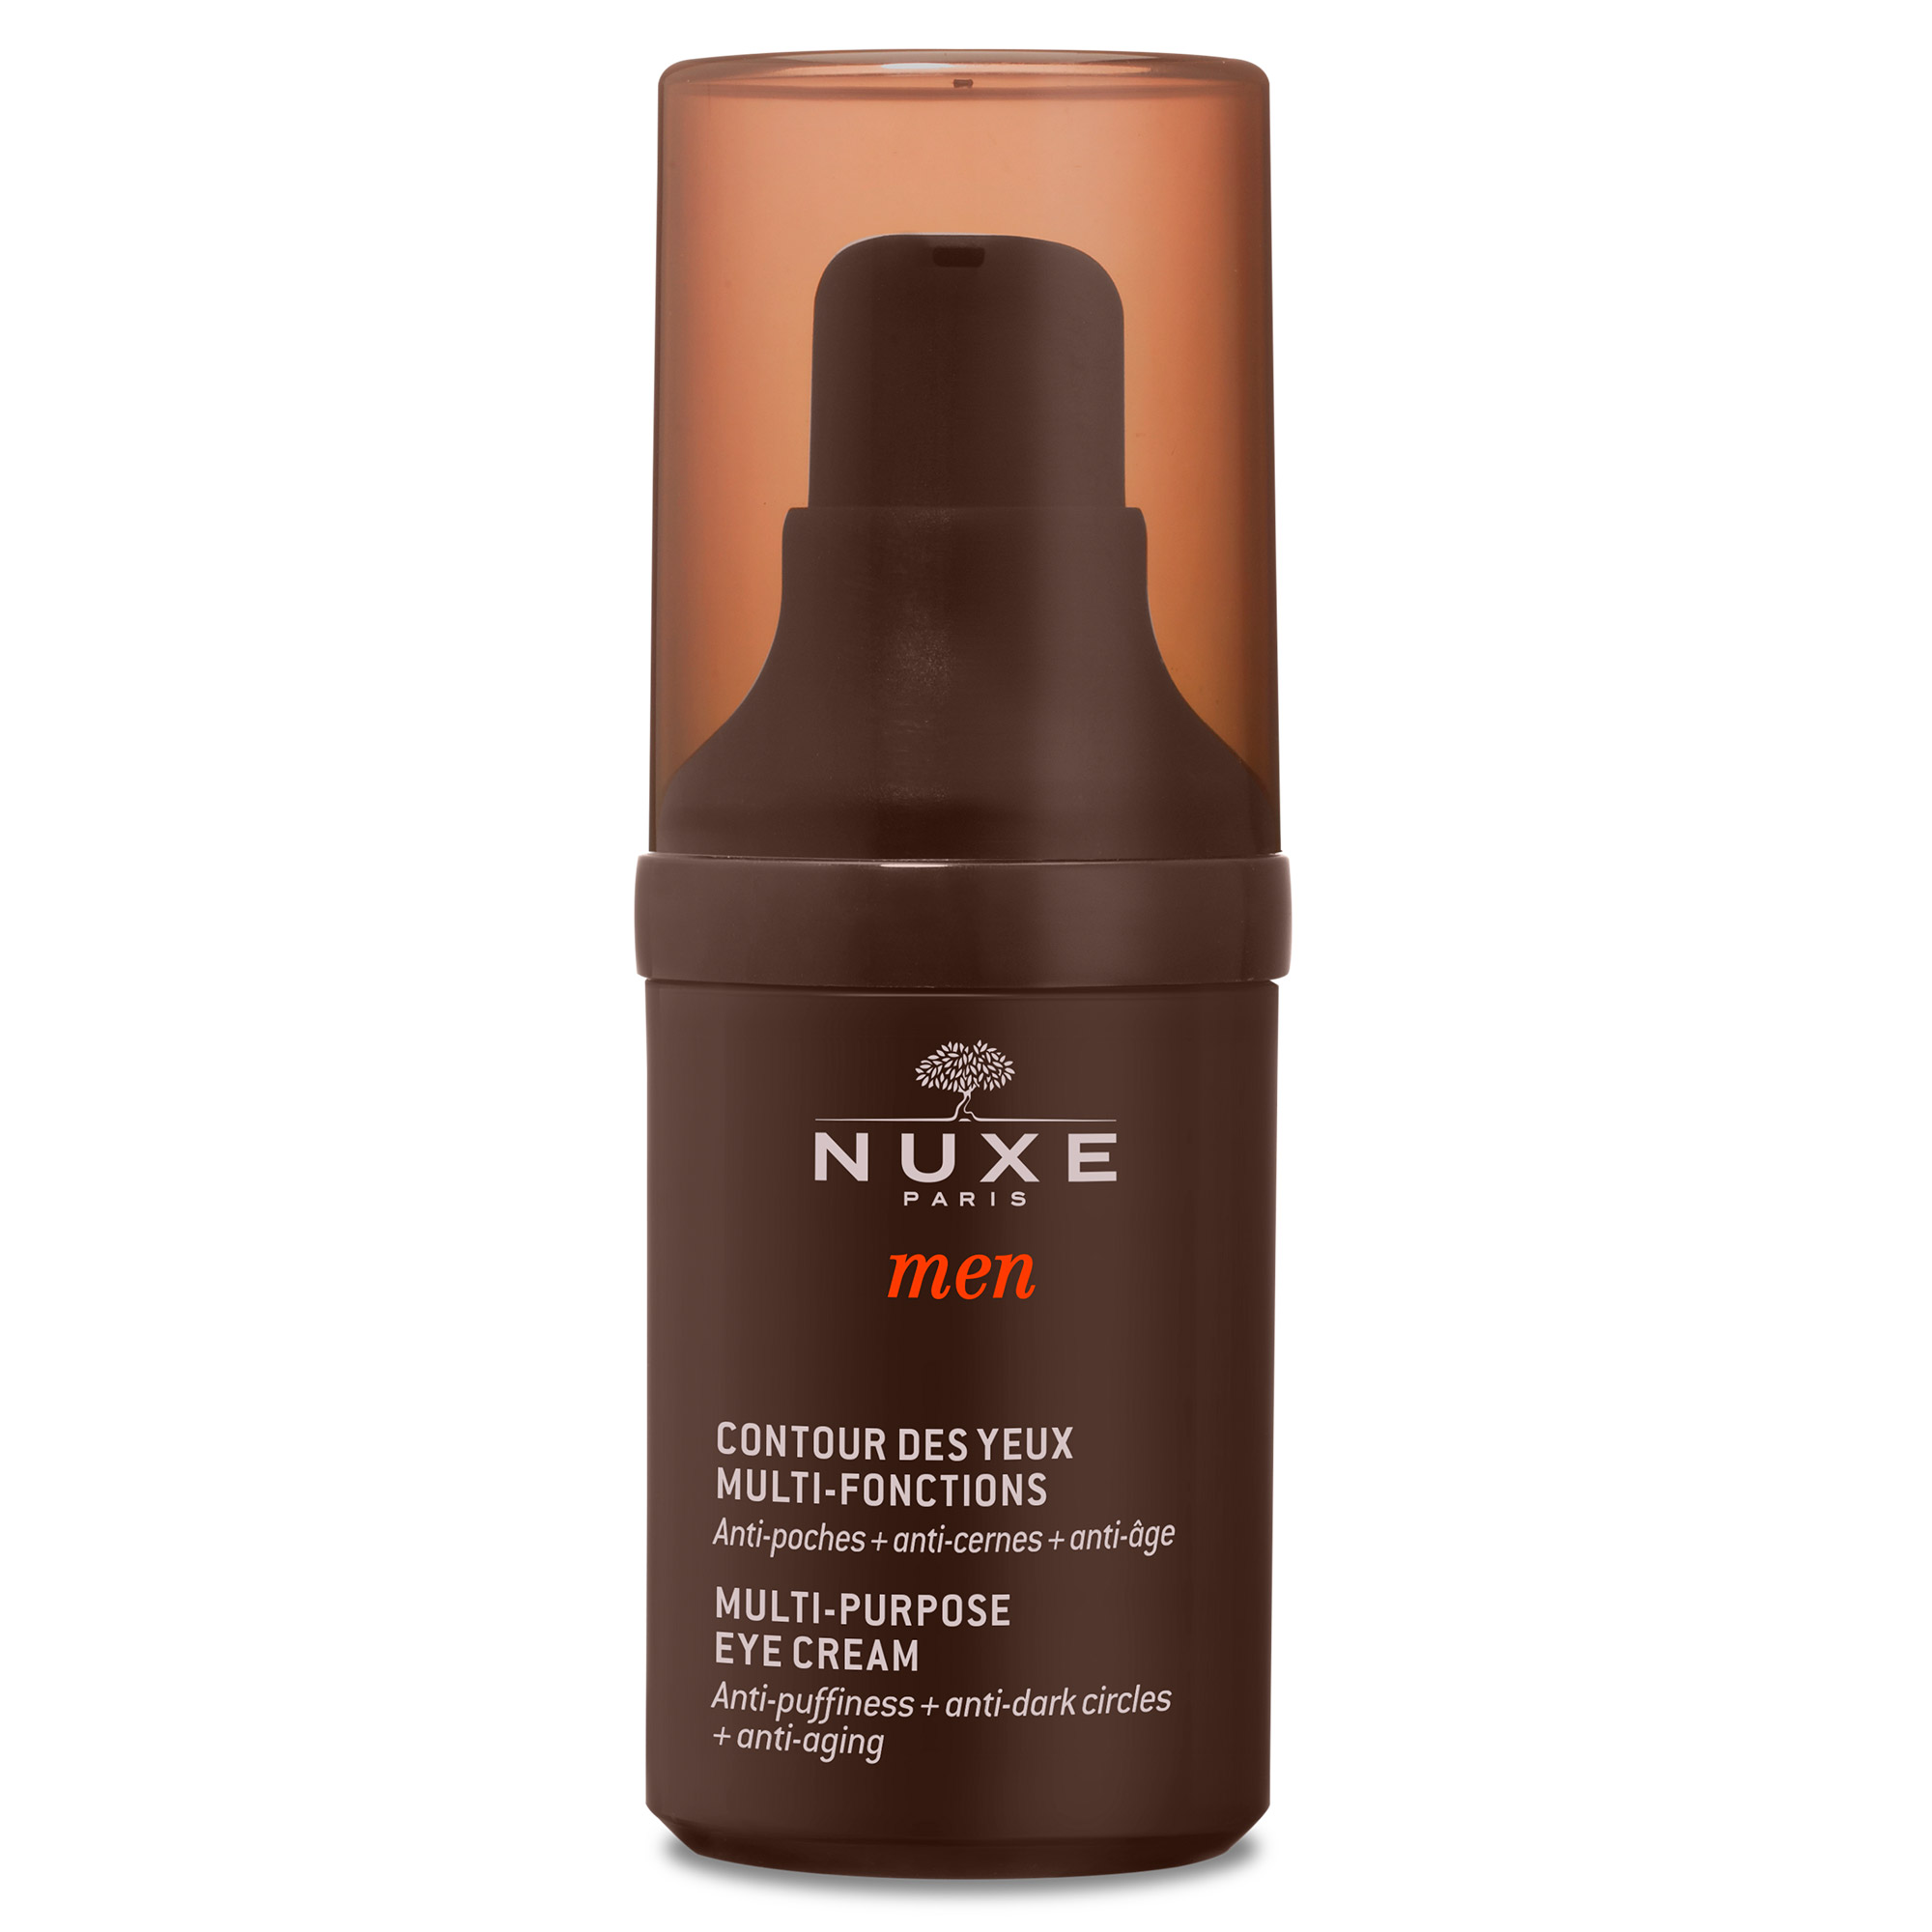 NUXE
PARIS
men
CONTOUR DES YEUX
MULTI-FONCTIONS
Anti-poches + anti-cernes + anti-âge
MULTI-PURPOSE
EYE CREAM
Anti-puffiness + anti-dark circles
+ anti-aging